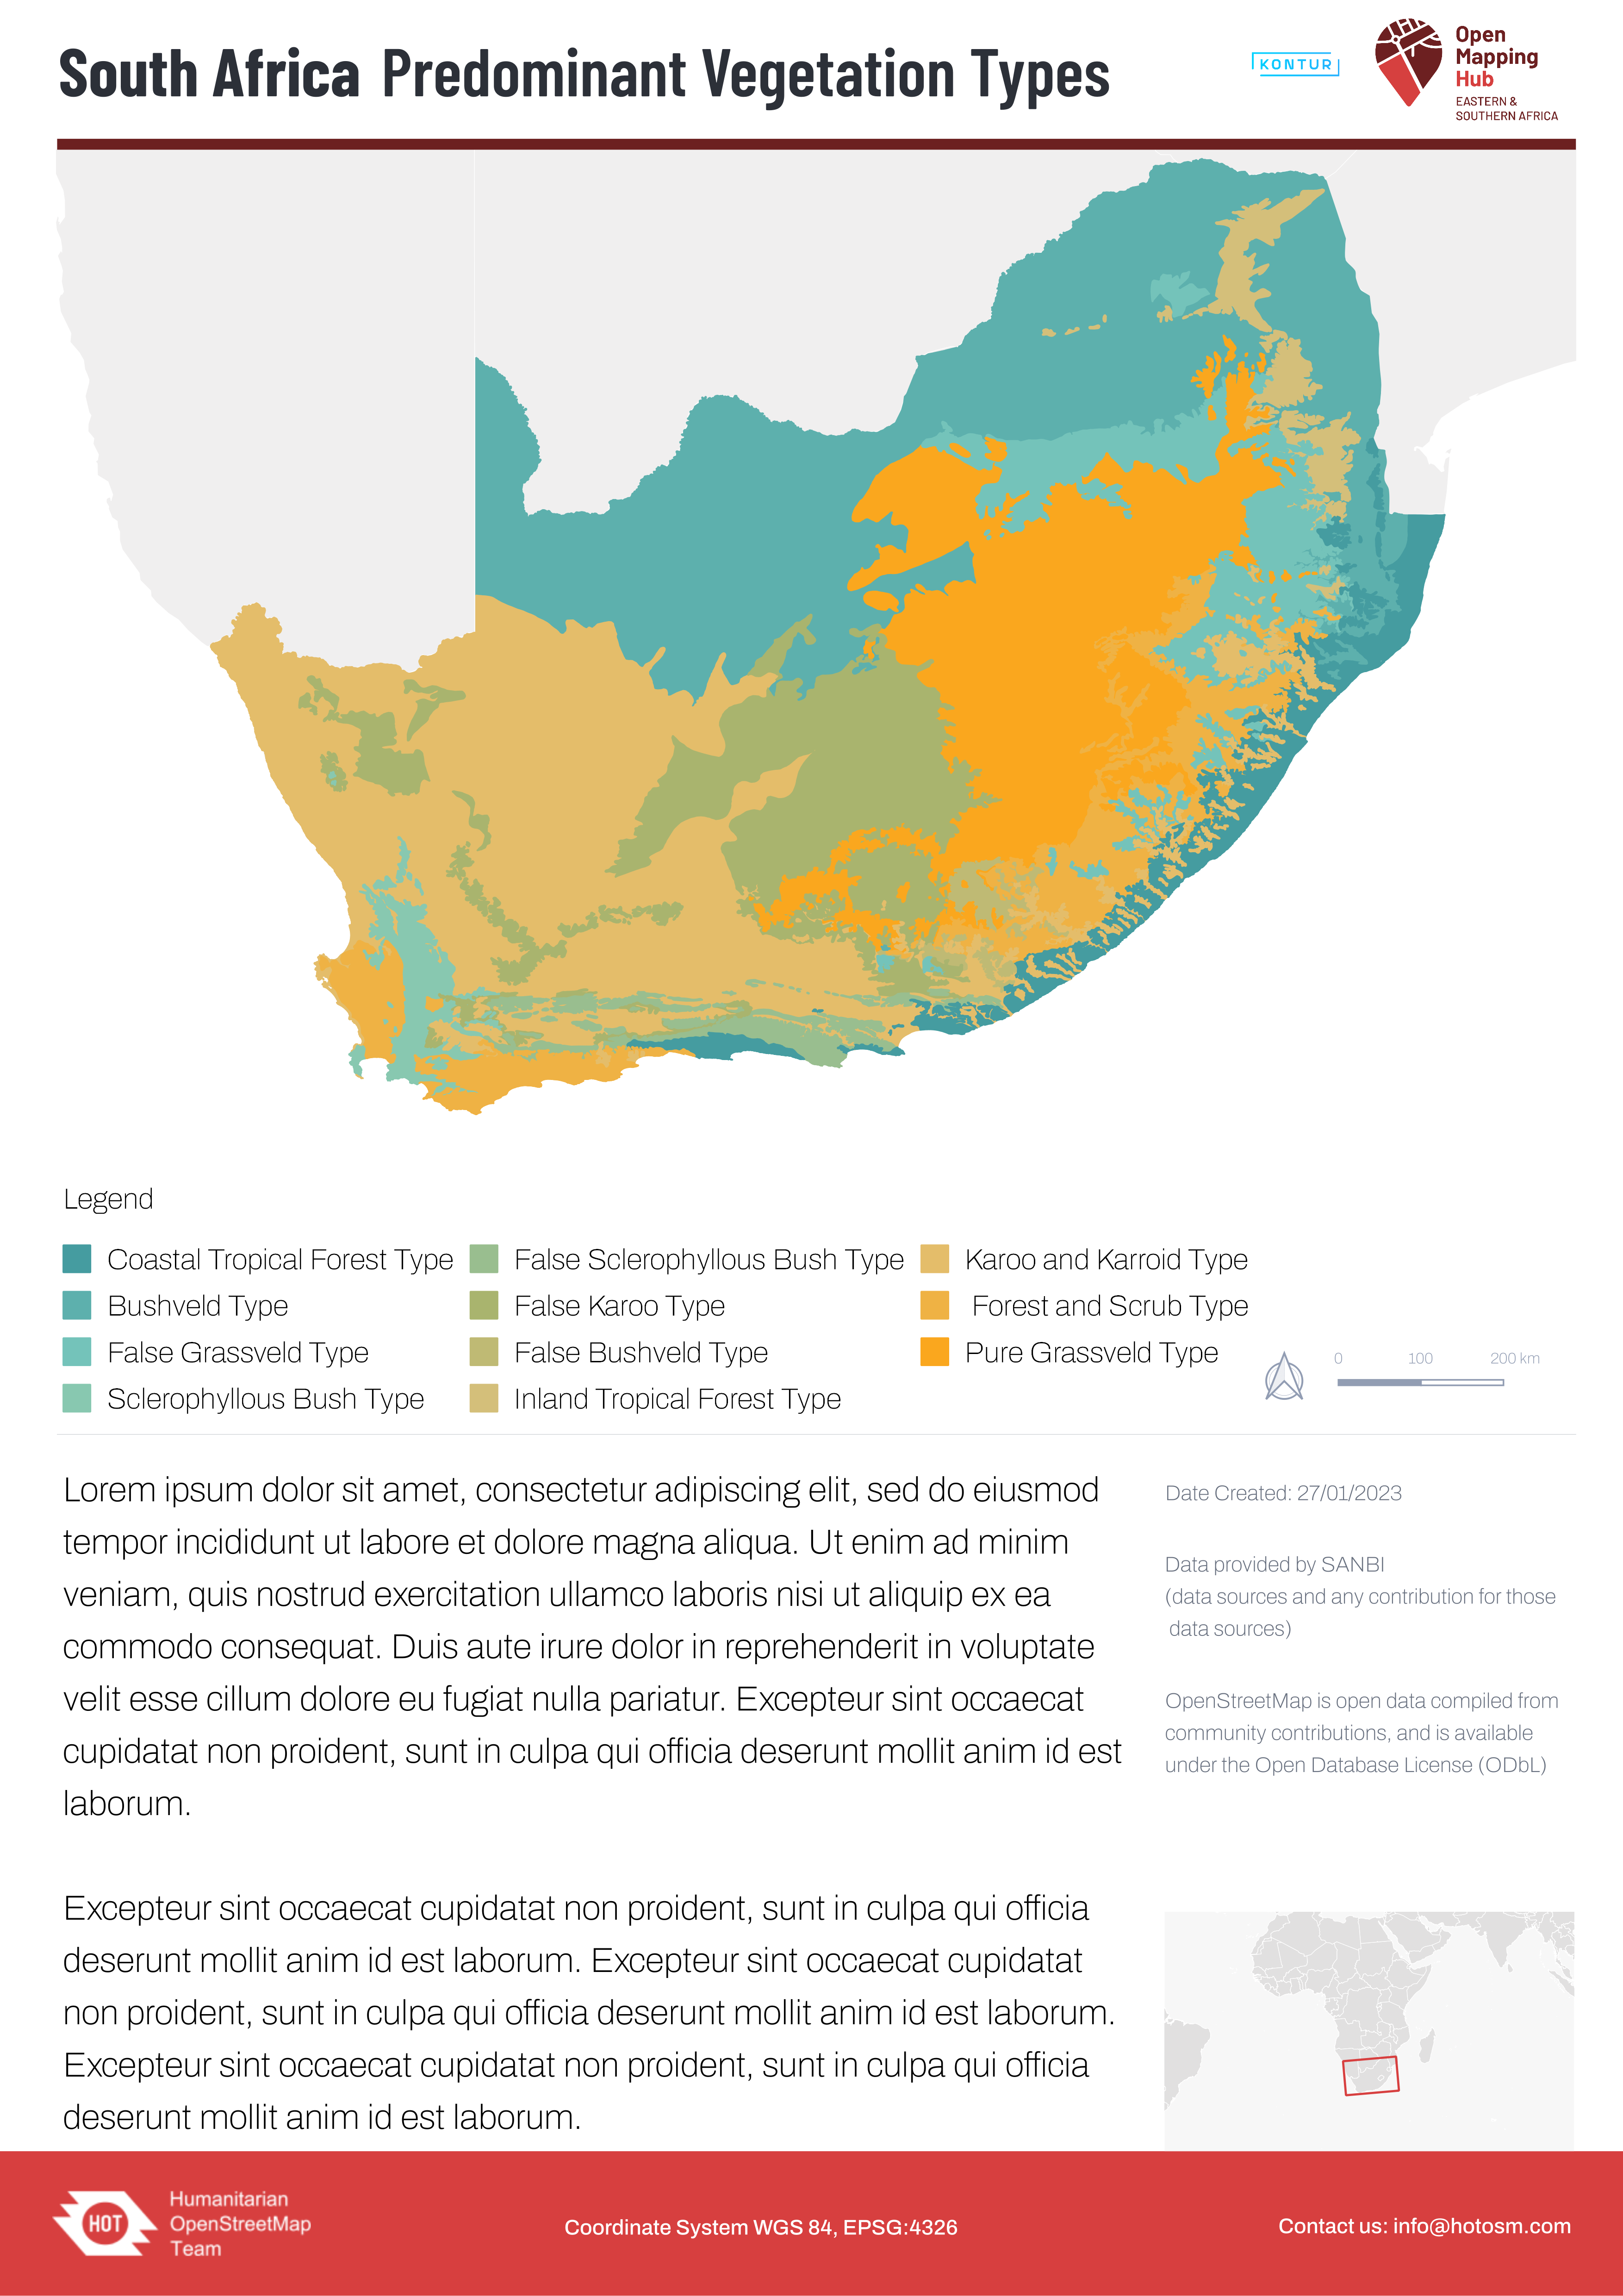 South Africa Predominant Vegetation Types
KONTUR
Open
Mapping
Hub
EASTERN &
SOUTHERN AFRICA
Legend
Coastal Tropical Forest Type
Bushveld Type
False Grassveld Type
Sclerophyllous Bush Type
False Sclerophyllous Bush Type
False Karoo Type
False Bushveld Type
Inland Tropical Forest Type
Karoo and Karroid Type
Forest and Scrub Type
Pure Grassveld Type
0 100 200 km
Lorem ipsum dolor sit amet, consectetur adipiscing elit, sed do eiusmod
tempor incididunt ut labore et dolore magna aliqua. Ut enim ad minim
veniam, quis nostrud exercitation ullamco laboris nisi ut aliquip ex ea
commodo consequat. Duis aute irure dolor in reprehenderit in voluptate
velit esse cillum dolore eu fugiat nulla pariatur. Excepteur sint occaecat
cupidatat non proident, sunt in culpa qui officia deserunt mollit anim id est
laborum.
Excepteur sint occaecat cupidatat non proident, sunt in culpa qui officia
deserunt mollit anim id est laborum. Excepteur sint occaecat cupidatat
non proident, sunt in culpa qui officia deserunt mollit anim id est laborum.
Excepteur sint occaecat cupidatat non proident, sunt in culpa qui officia
deserunt mollit anim id est laborum.
Date Created: 27/01/2023
Data provided by SANBI
(data sources and any contribution for those
data sources)
OpenStreetMap is open data compiled from
community contributions, and is available
under the Open Database License (ODbL)
HOT
Humanitarian
OpenStreetMap
Team
Coordinate System WGS 84, EPSG:4326
Contact us: info@hotosm.com